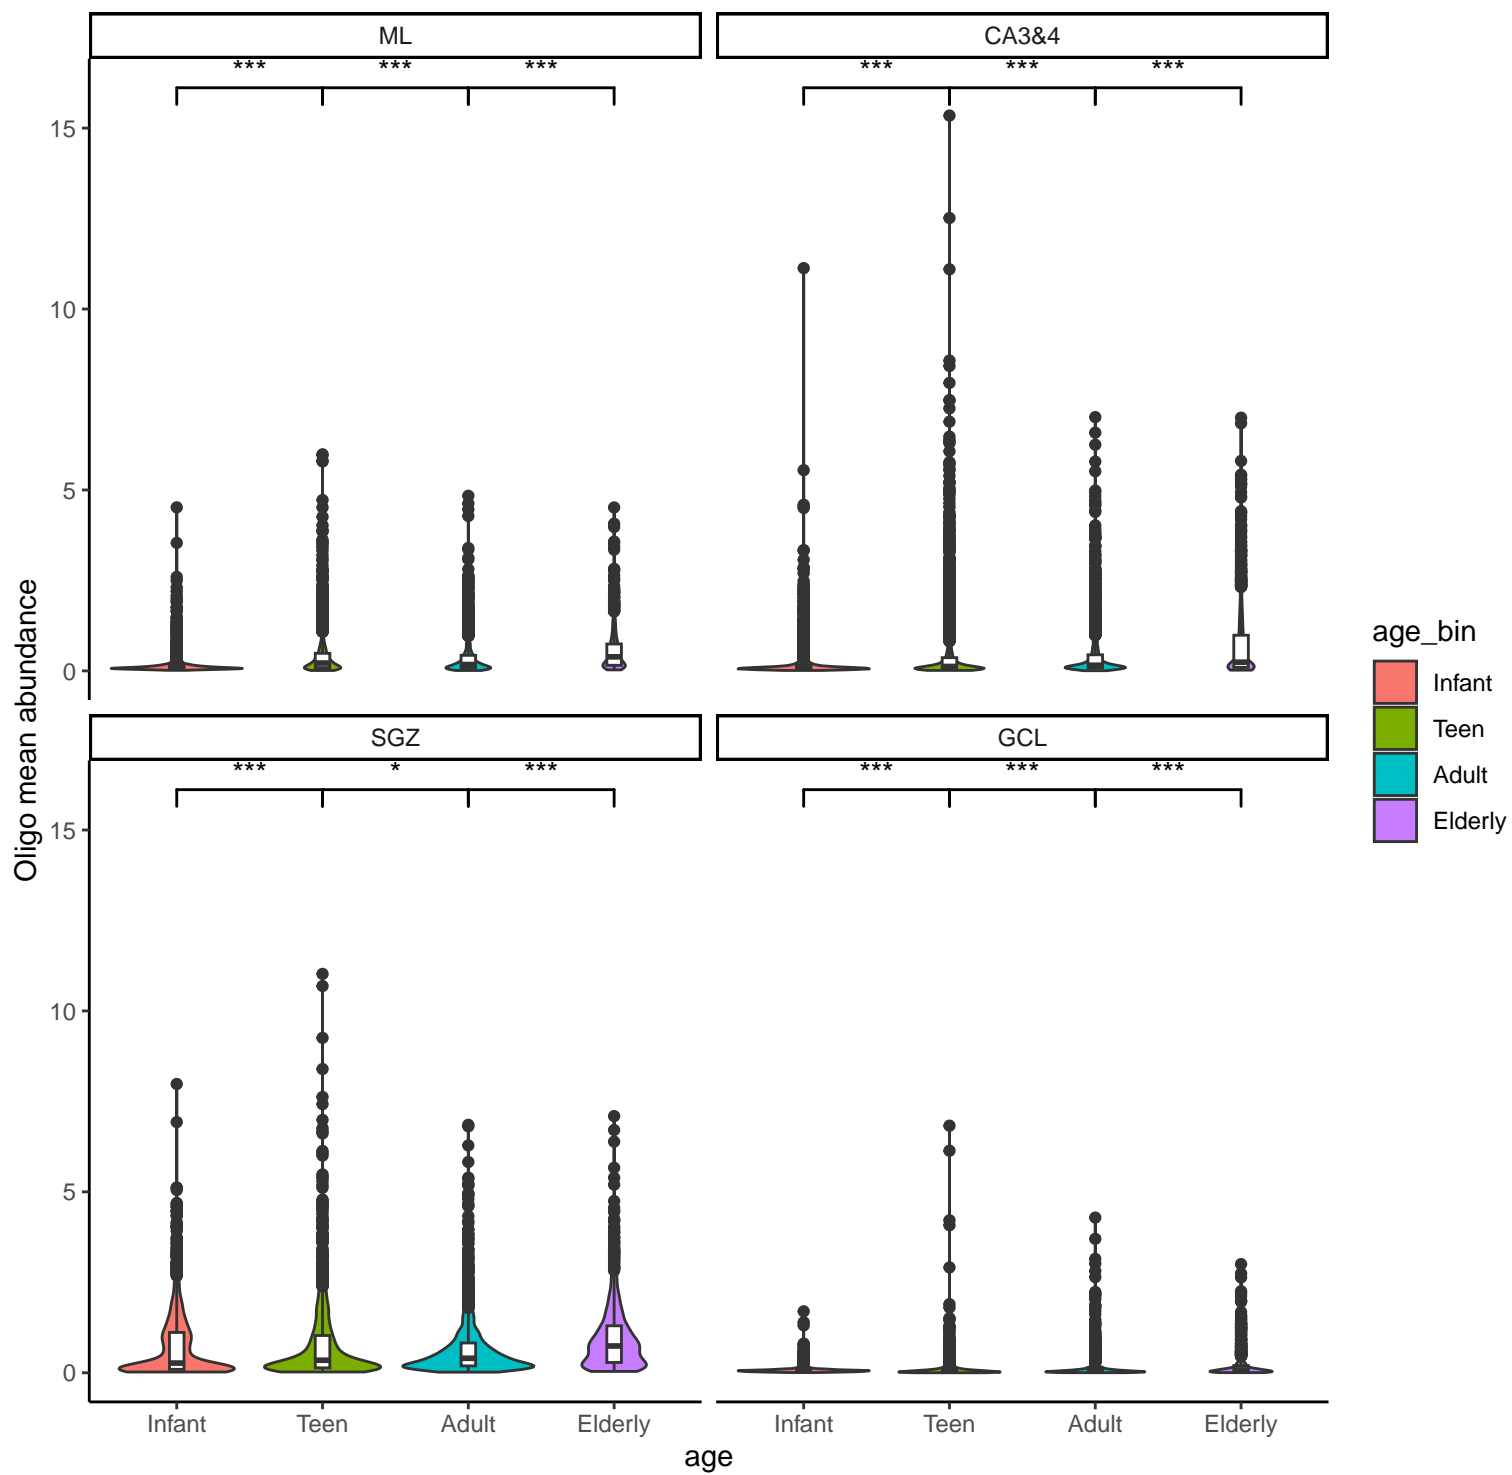 ML
CA3&4
*** *** ***
*** *** ***
15
10
5
0
SGZ
GCL
*** * ***
*** *** ***
15
10
5
0
Infant Teen Adult Elderly
Infant Teen Adult Elderly
age
Oligo mean abundance
age_bin
Infant
Teen
Adult
Elderly